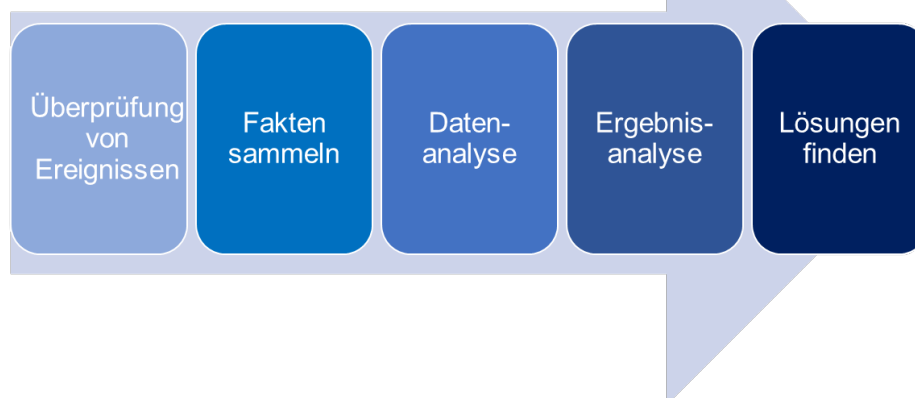 Überprüfung
von
Ereignissen
Fakten
sammeln
Daten-
analyse
Ergebnis-
analyse
Lösungen
finden